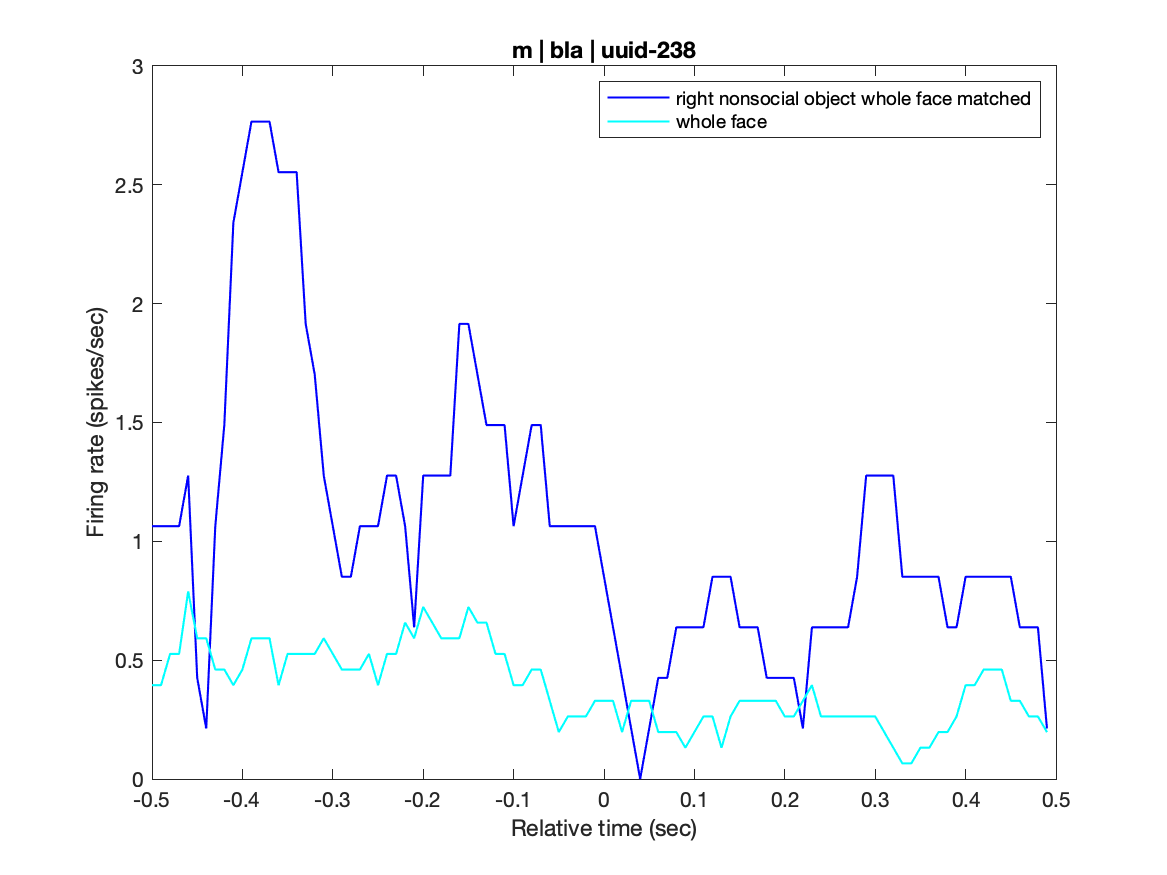 m | bla | uuid-238
right nonsocial object whole face matched
whole face
Firing rate (spikes/sec)
3
2.5
2
1.5
1
0.5
0
-0.5 -0.4 -0.3 -0.2 -0.1 0 0.1 0.2 0.3 0.4 0.5
Relative time (sec)